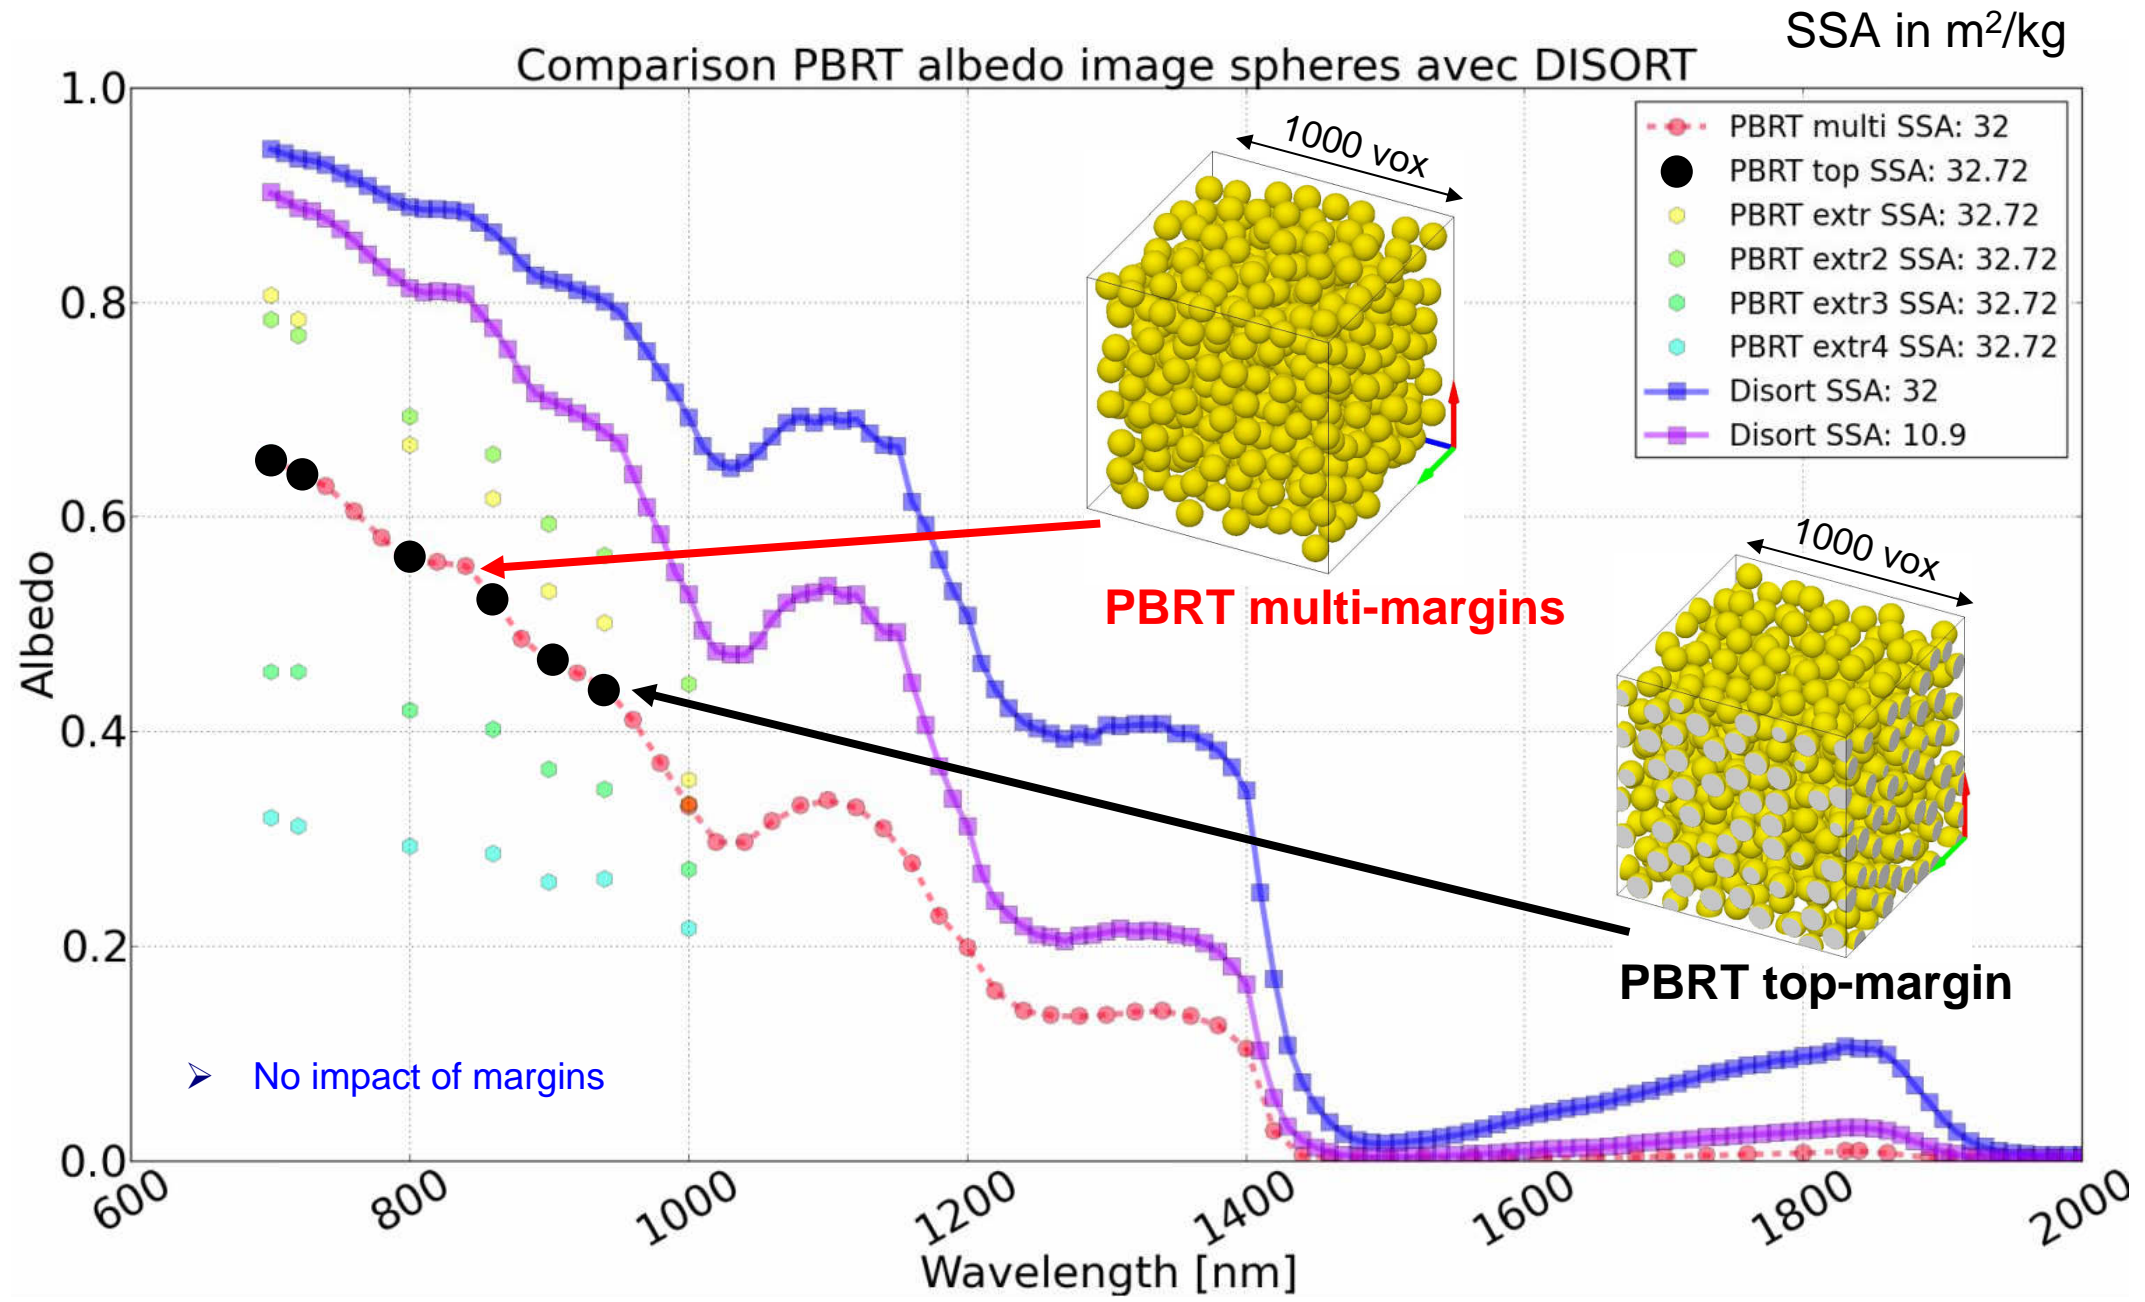 SSA in m2/kg
Comparison PBRT albedo image spheres avec DISORT
1.0
0.8
0.6
0.4
0.2
0.0
Albedo
PBRT multi SSA: 32
PBRT top SSA: 32.72
PBRT extr SSA: 32.72
PBRT extr2 SSA: 32.72
PBRT extr3 SSA: 32.72
PBRT extr4 SSA: 32.72
Disort SSA: 32
Disort SSA: 10.9
1000 vox
PBRT multi-margins
1000 vox
PBRT top-margin
➢ No impact of margins
600
800
1000
1200
1400
1600
1800
2000
Wavelength [nm]